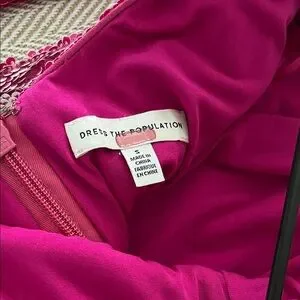 DRESS THE POPULATION
S
MADE IN
CHINA
FABRIQUÉ
EN CHINE